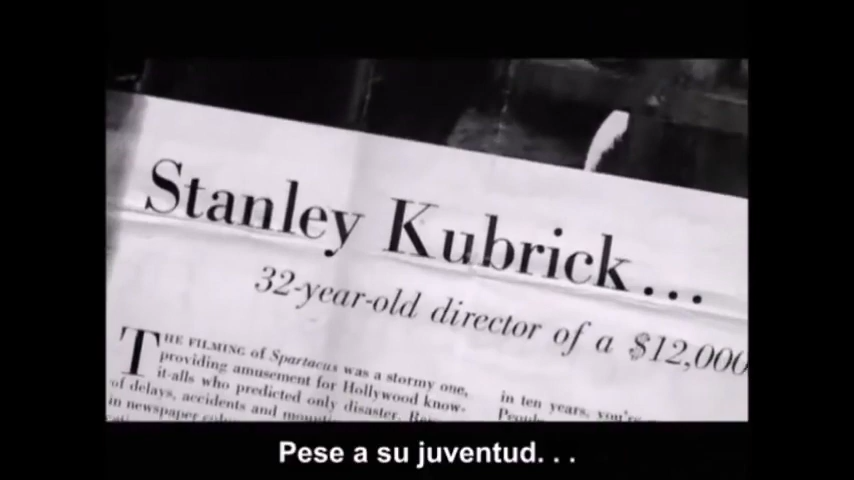 Stanley Kubrick...
32-year-old director of a $12,000
THE FILMING of Spartacus was a stormy one,
providing amusement for Hollywood know-
it-alls who predicted only disaster.
of delays, accidents and
in newspaper
in ten years, you're
Pese a su juventud. . .